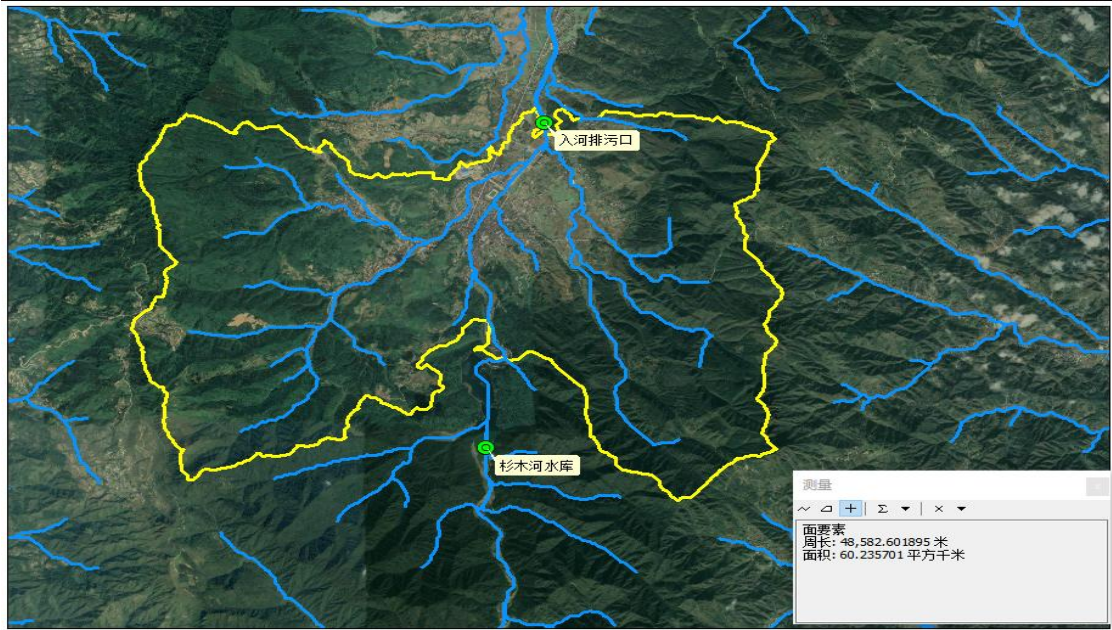 入河排污口
杉木河水库
测量
面要素
周长: 48,582.601895 米
面积: 60.235701 平方千米